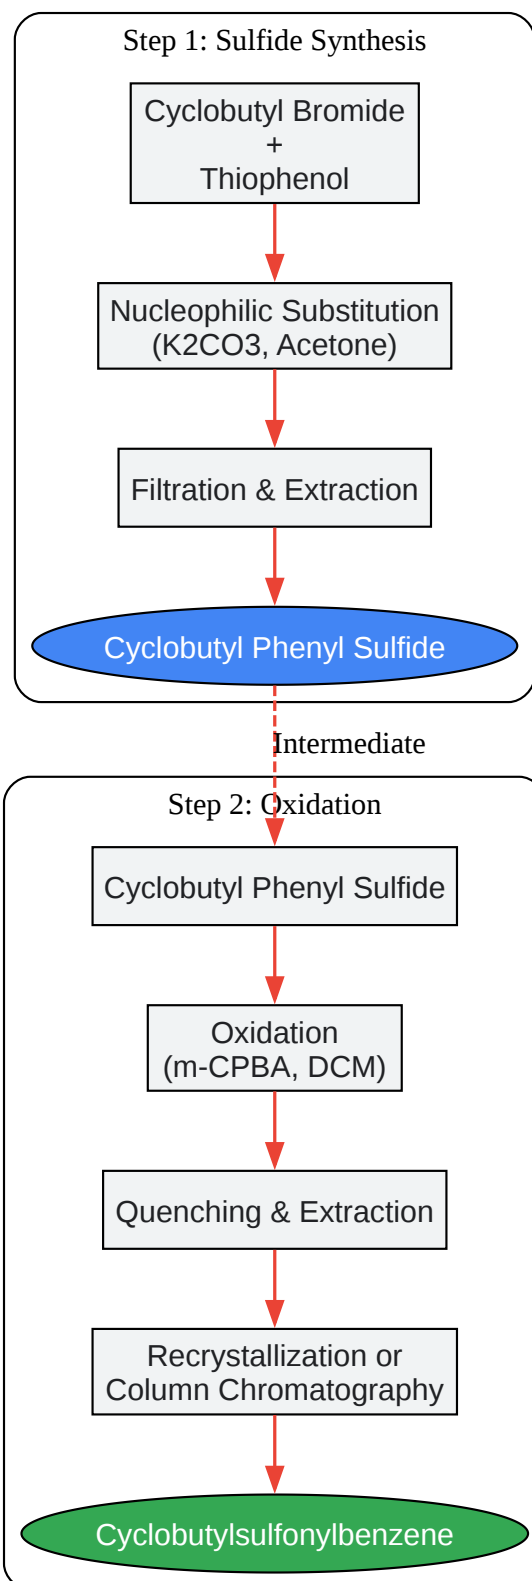 Step 1: Sulfide Synthesis
Cyclobutyl Bromide
+
Thiophenol
Nucleophilic Substitution
(K2CO3, Acetone)
Filtration & Extraction
Cyclobutyl Phenyl Sulfide
Intermediate
Step 2: Oxidation
Cyclobutyl Phenyl Sulfide
Oxidation
(m-CPBA, DCM)
Quenching & Extraction
Recrystallization or
Column Chromatography
Cyclobutylsulfonylbenzene